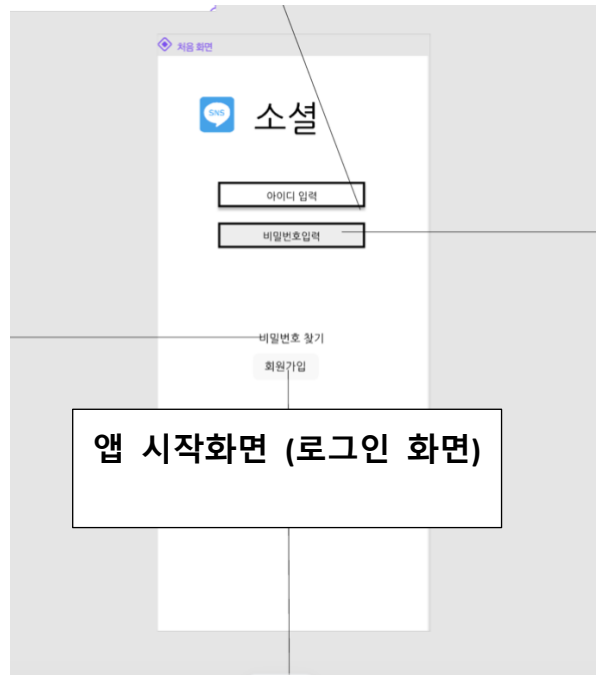 처음 화면
SNS
소셜
아이디 입력
비밀번호입력
비밀번호 찾기
회원가입
앱 시작화면 (로그인 화면)